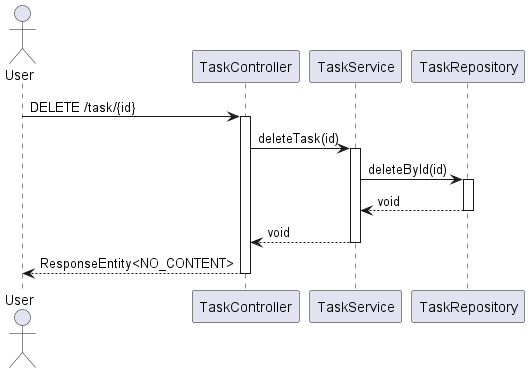 User
TaskController
TaskService
TaskRepository
DELETE /task/{id}
deleteTask(id)
deleteById(id)
void
void
ResponseEntity<NO_CONTENT>
User
TaskController
TaskService
TaskRepository